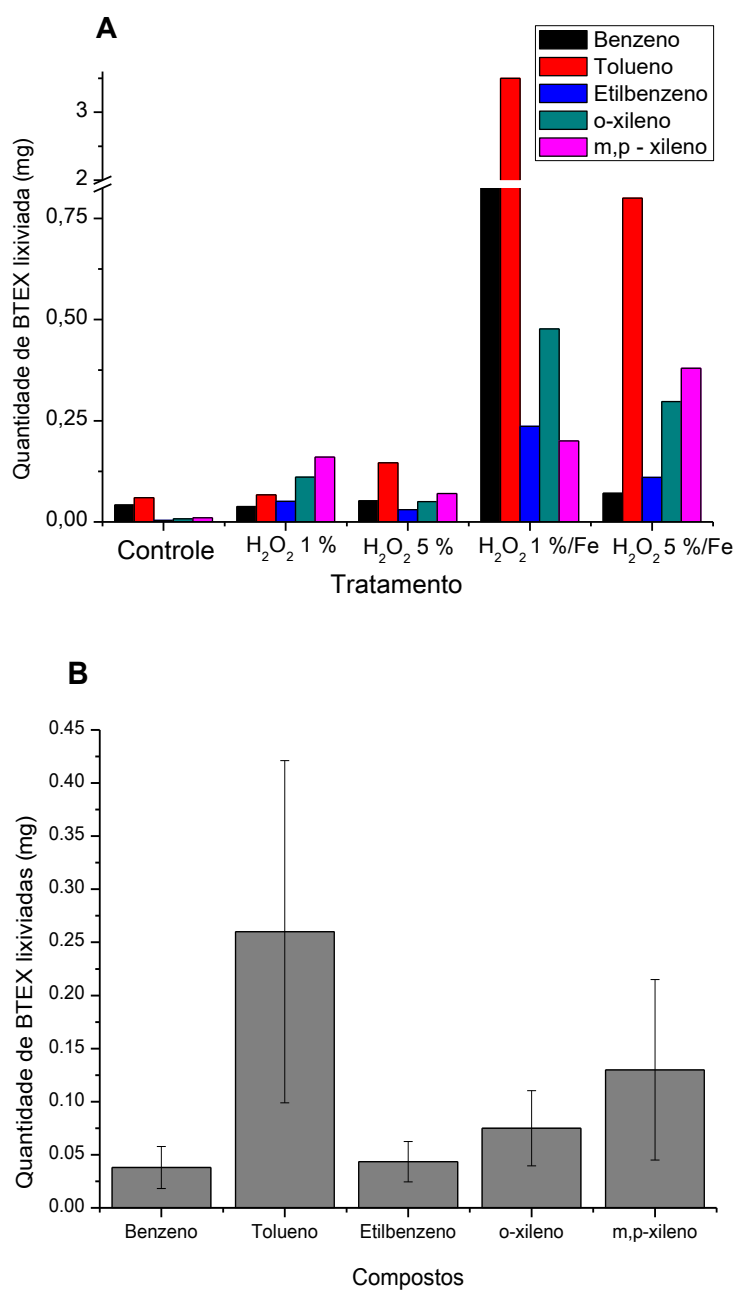 A
Benzeno
Tolueno
Etilbenzeno
o-xileno
m,p - xileno
Quantidade de BTEX lixiviada (mg)
3
2
0,75
0,50
0,25
0,00
Controle
H2O2 1 %
H2O2 5 %
H2O2 1 %/Fe
H2O2 5 %/Fe
Tratamento
B
Quantidade de BTEX lixiviadas (mg)
0.45
0.40
0.35
0.30
0.25
0.20
0.15
0.10
0.05
0.00
Benzeno
Tolueno
Etilbenzeno
o-xileno
m,p-xileno
Compostos